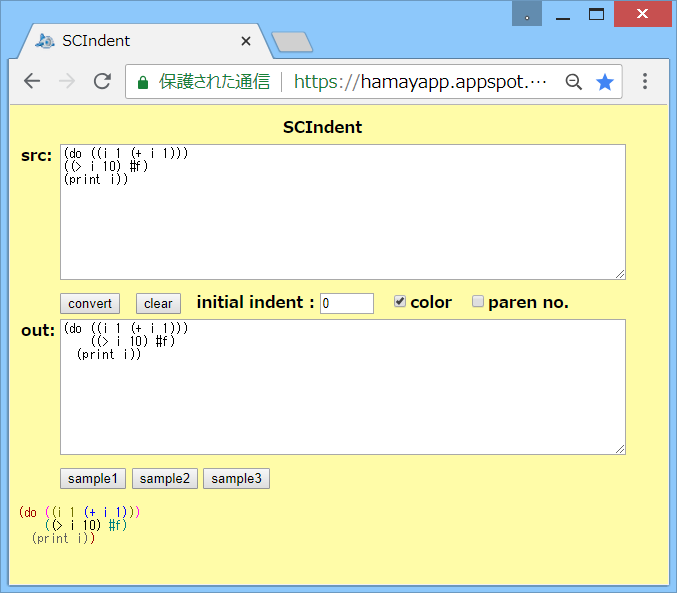 SCIndent
保護された通信 https://hamayapp.appspot.…
SCIndent
src:
(do ((i 1 (+ i 1)))
((> i 10) #f)
(print i))
convert clear initial indent : 0 color paren no.
out:
(do ((i 1 (+ i 1)))
    ((> i 10) #f)
  (print i))
sample1 sample2 sample3
(do ((i 1 (+ i 1)))
    ((> i 10) #f)
  (print i))